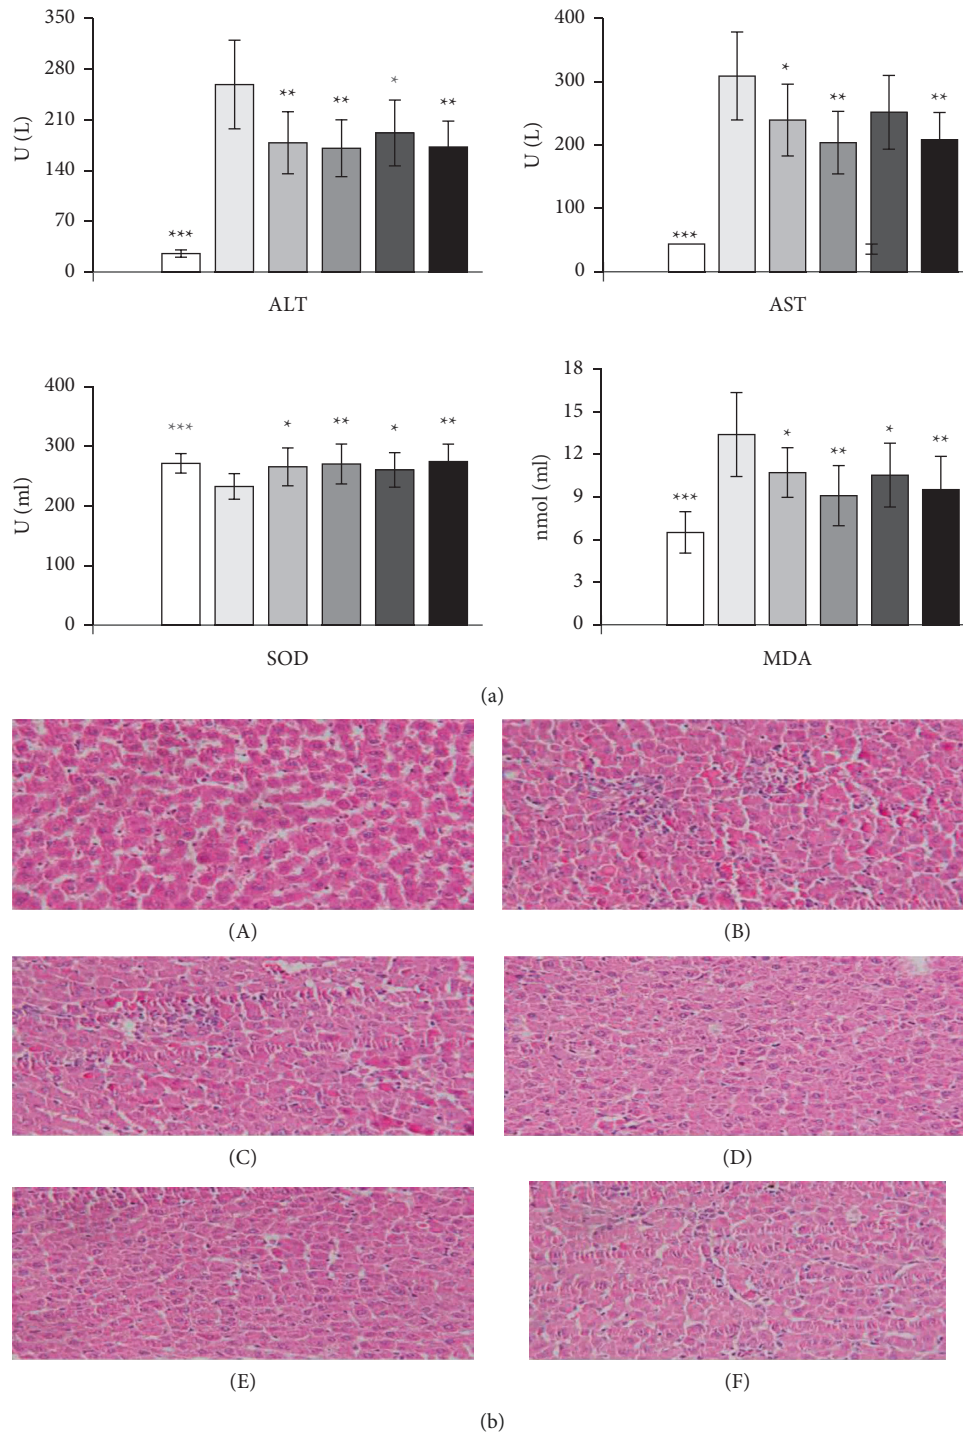 350
280
210
140
70
0
U (L)
***
**
**
*
**
ALT
400
300
200
100
0
U (L)
***
*
**
**
AST
400
300
200
100
0
U (ml)
***
*
**
*
**
SOD
18
15
12
9
6
3
0
nmol (ml)
***
*
**
*
**
MDA
(a)
(A)
(B)
(C)
(D)
(E)
(F)
(b)